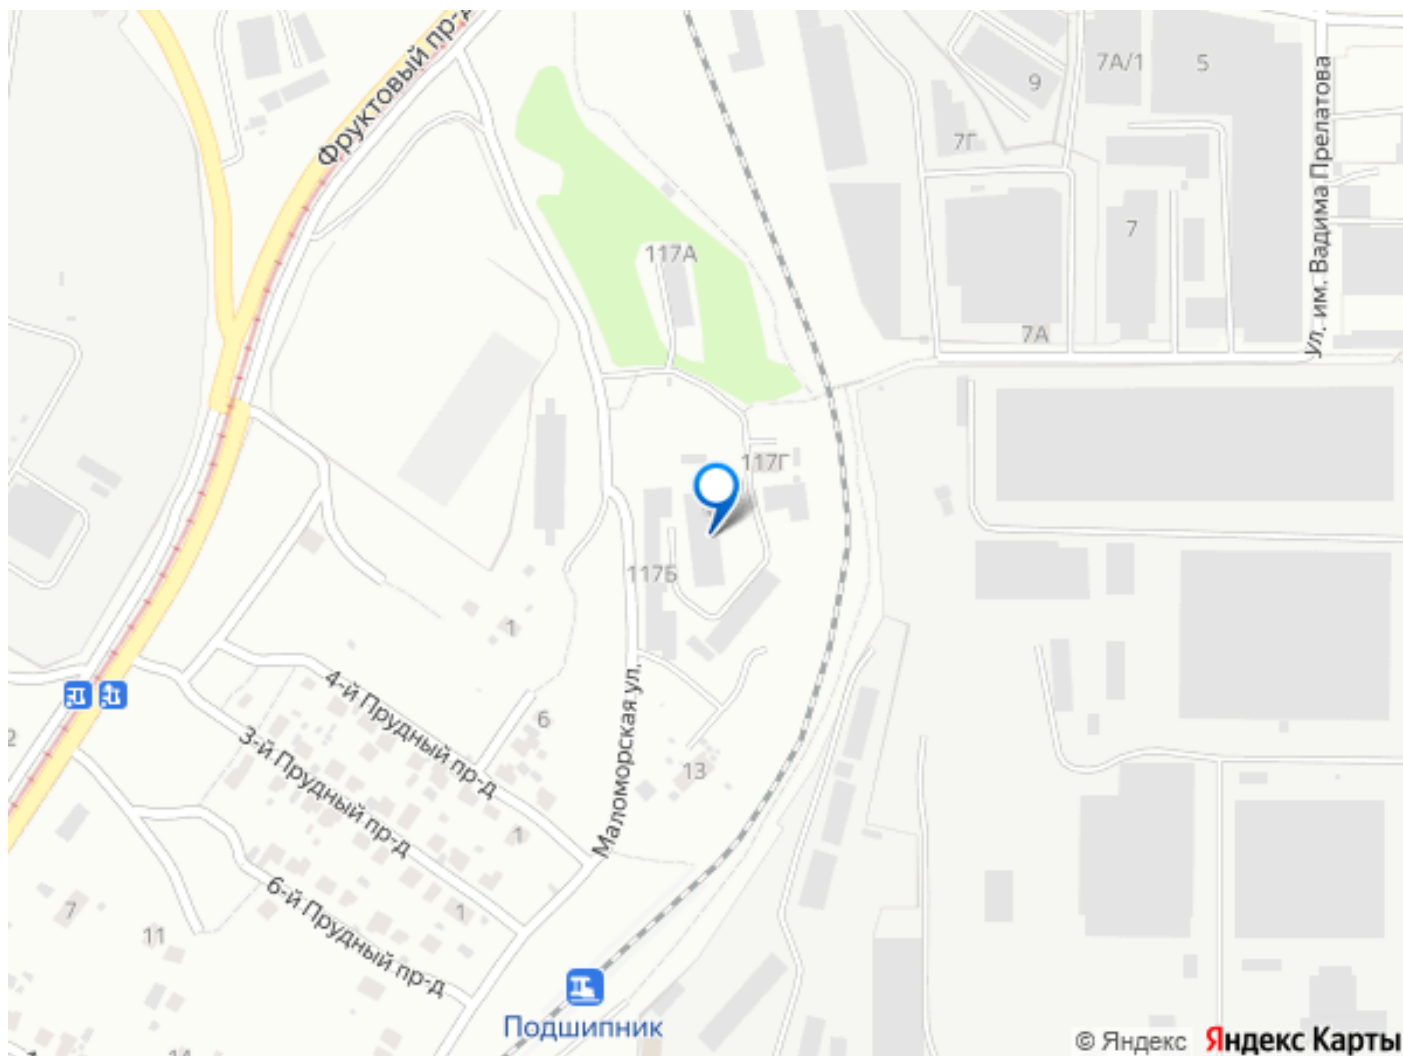 Фруктовый пр-д
9
7А/1
5
Ул. им. Вадима Прелатова
7Г
7
117А
7А
117Г
117Б
1
6
4-й Прудный пр-д
3-й Прудный пр-д
13
Маломорская ул.
2
1
1
6-й Прудный пр-д
7
11
Подшипник
© Яндекс Яндекс Карты